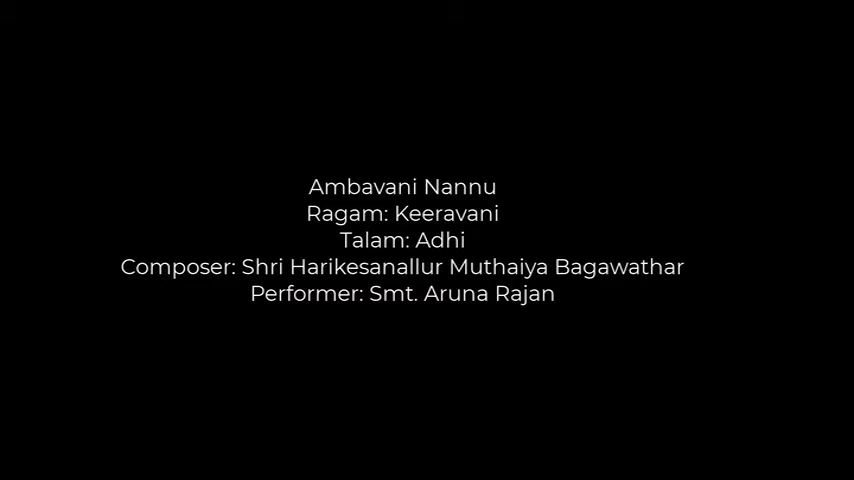 Ambavani Nannu
Ragam: Keeravani
Talam: Adhi
Composer: Shri Harikesanallur Muthaiya Bagawathar
Performer: Smt. Aruna Rajan